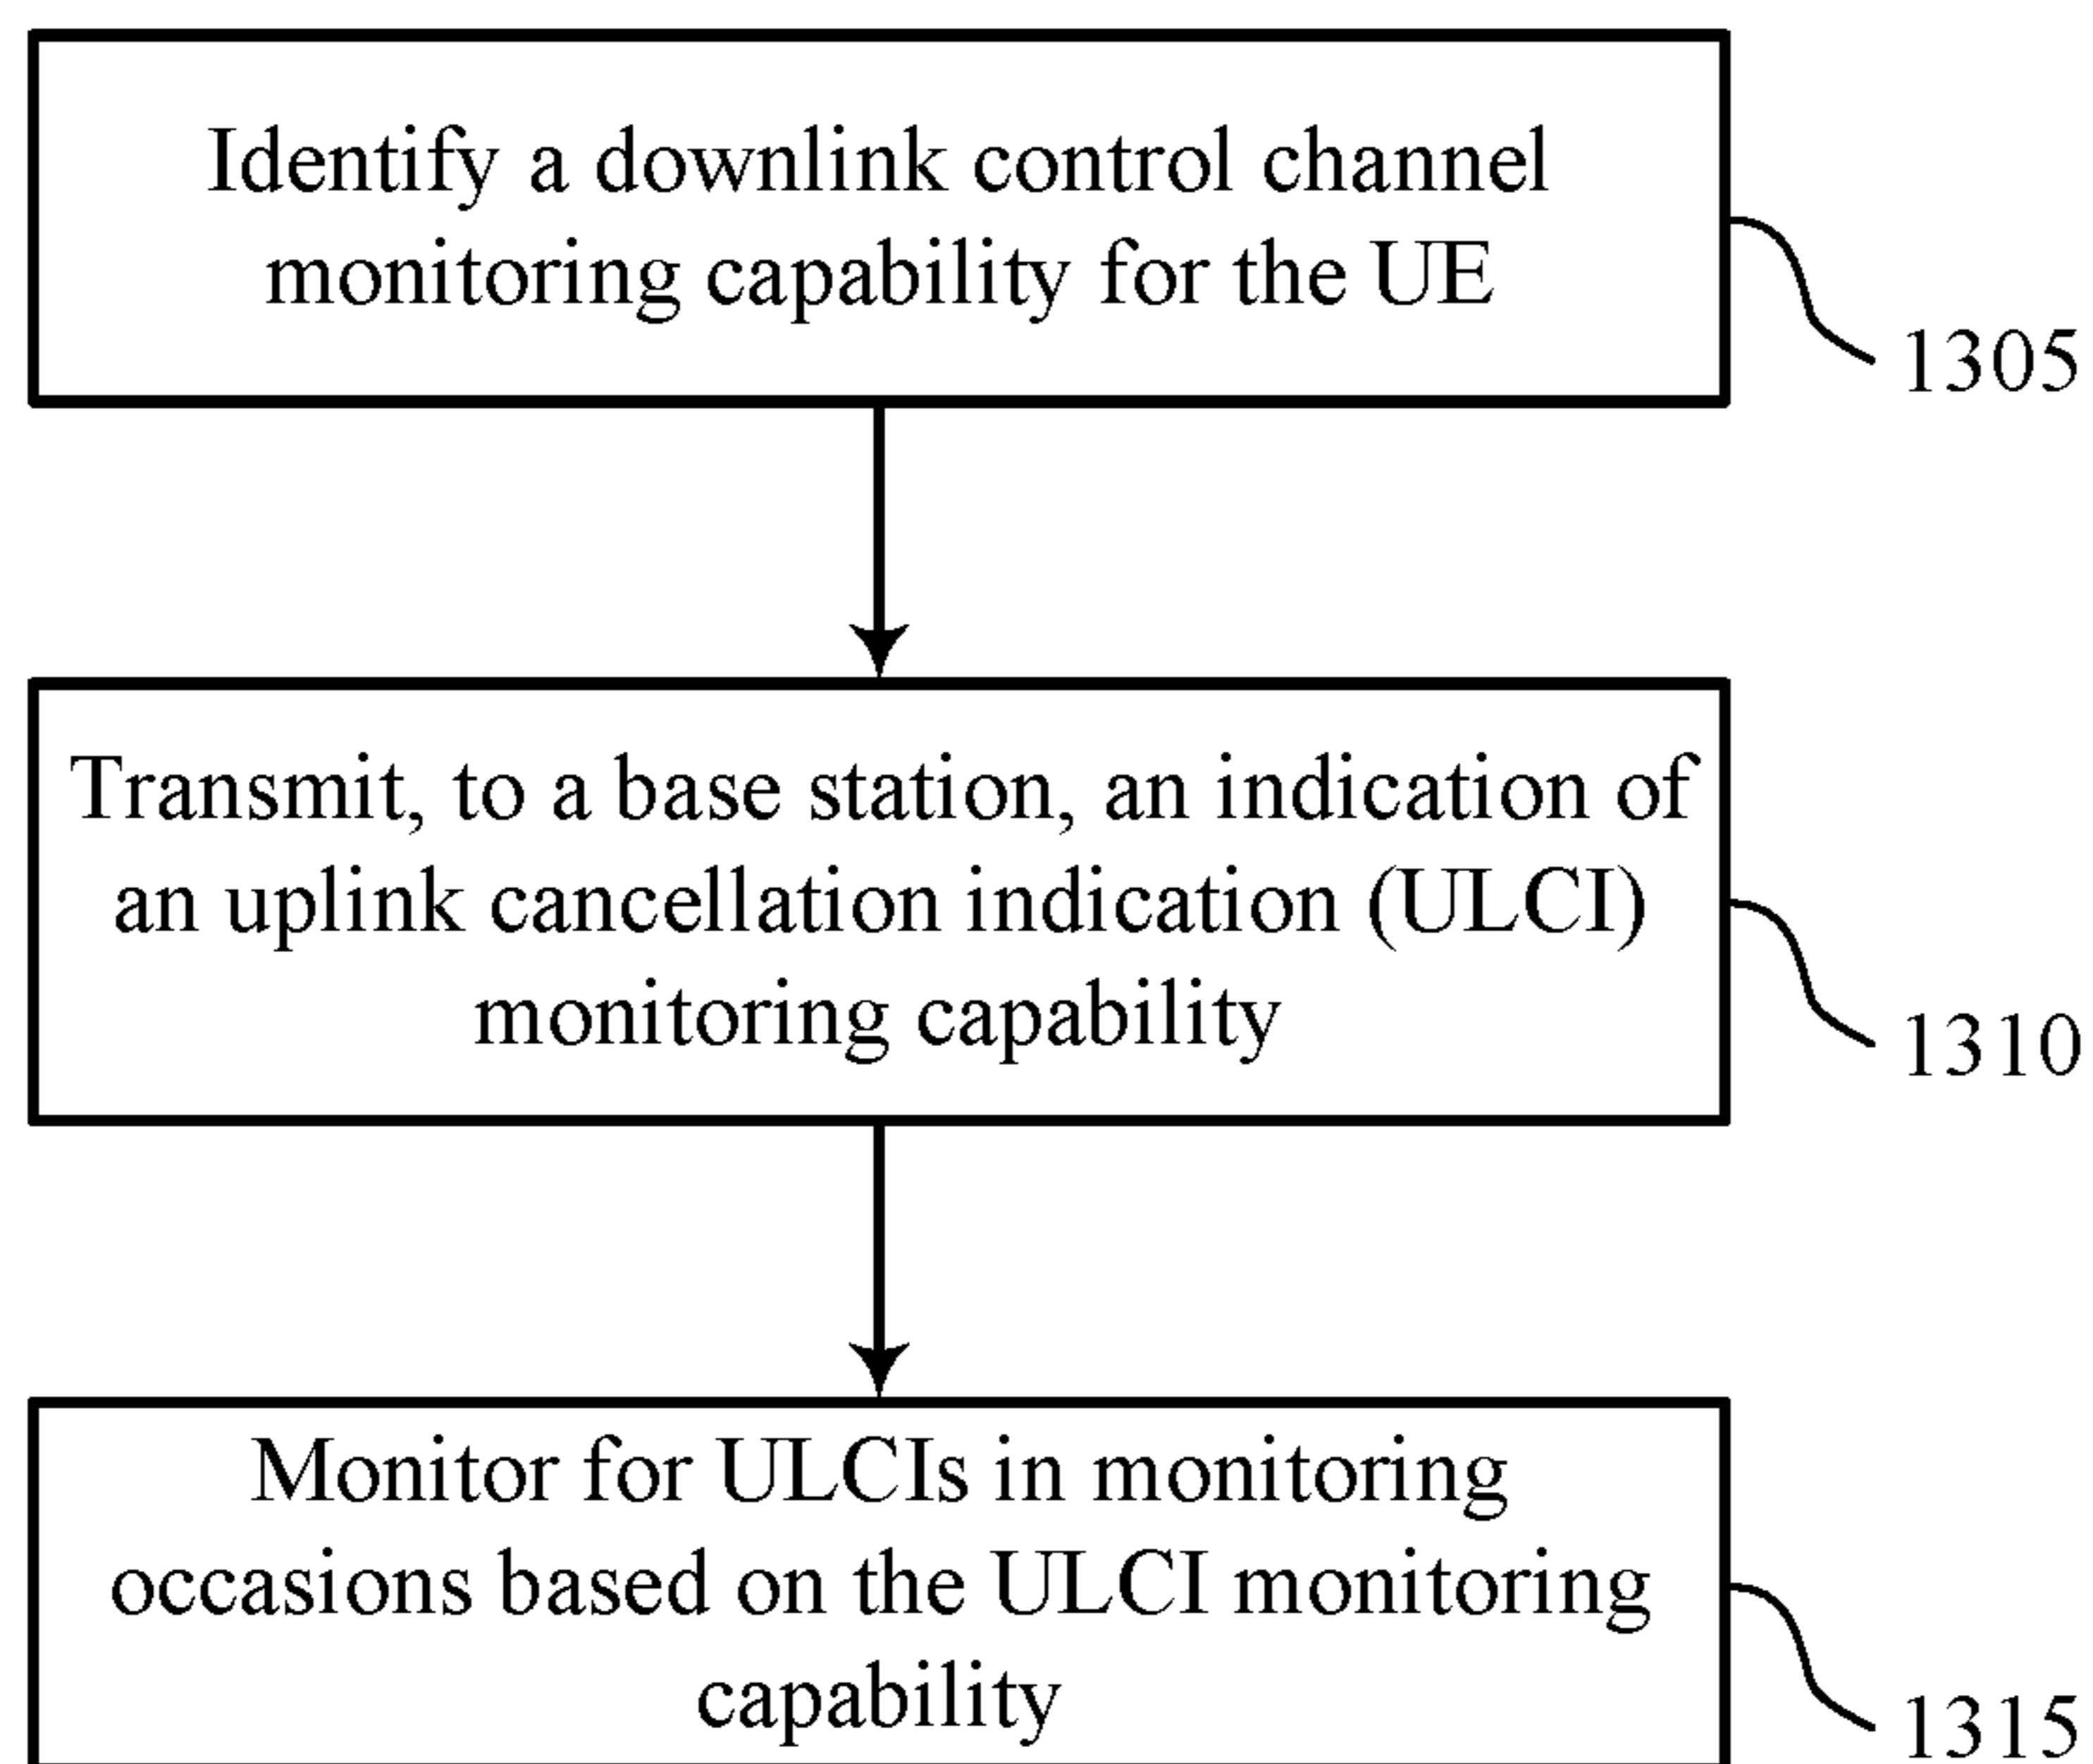 Identify a downlink control channel
monitoring capability for the UE
1305
Transmit, to a base station, an indication of
an uplink cancellation indication (ULCI)
monitoring capability
1310
Monitor for ULCIs in monitoring
occasions based on the ULCI monitoring
capability
1315